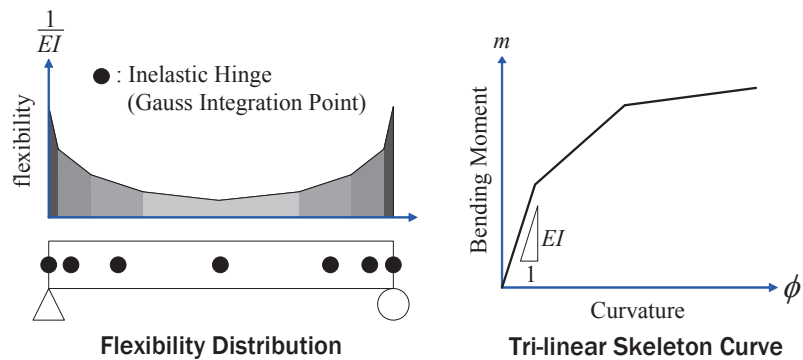 1
EI
flexibility
: Inelastic Hinge
(Gauss Integration Point)
Flexibility Distribution
m
Bending Moment
EI
1
ϕ
Curvature
Tri-linear Skeleton Curve